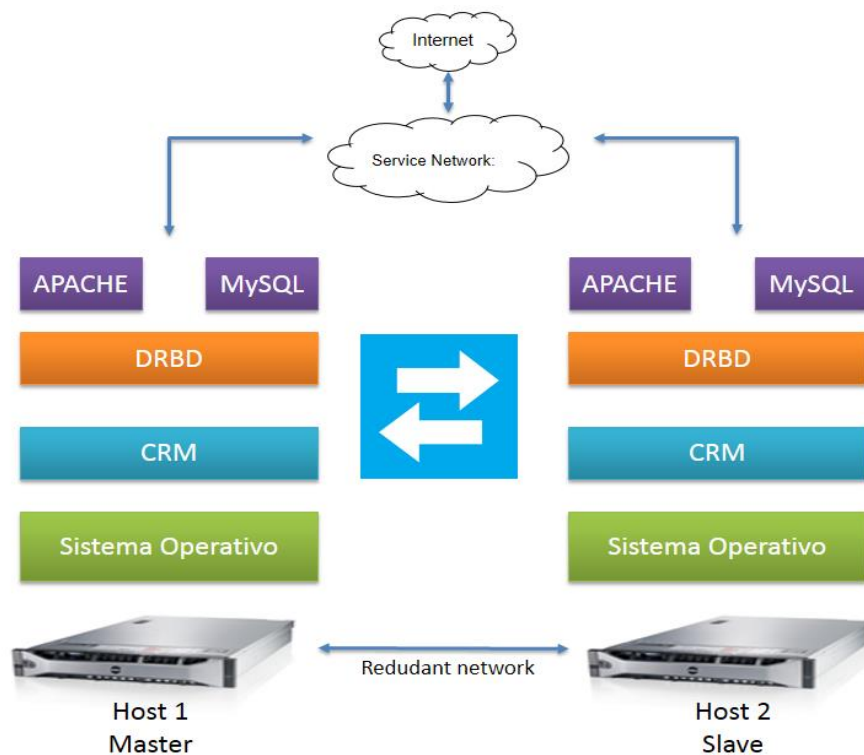 Internet
Service Network:
APACHE MySQL
APACHE MySQL
DRBD
DRBD
CRM
CRM
Sistema Operativo
Sistema Operativo
Redudant network
Host 1
Master
Host 2
Slave